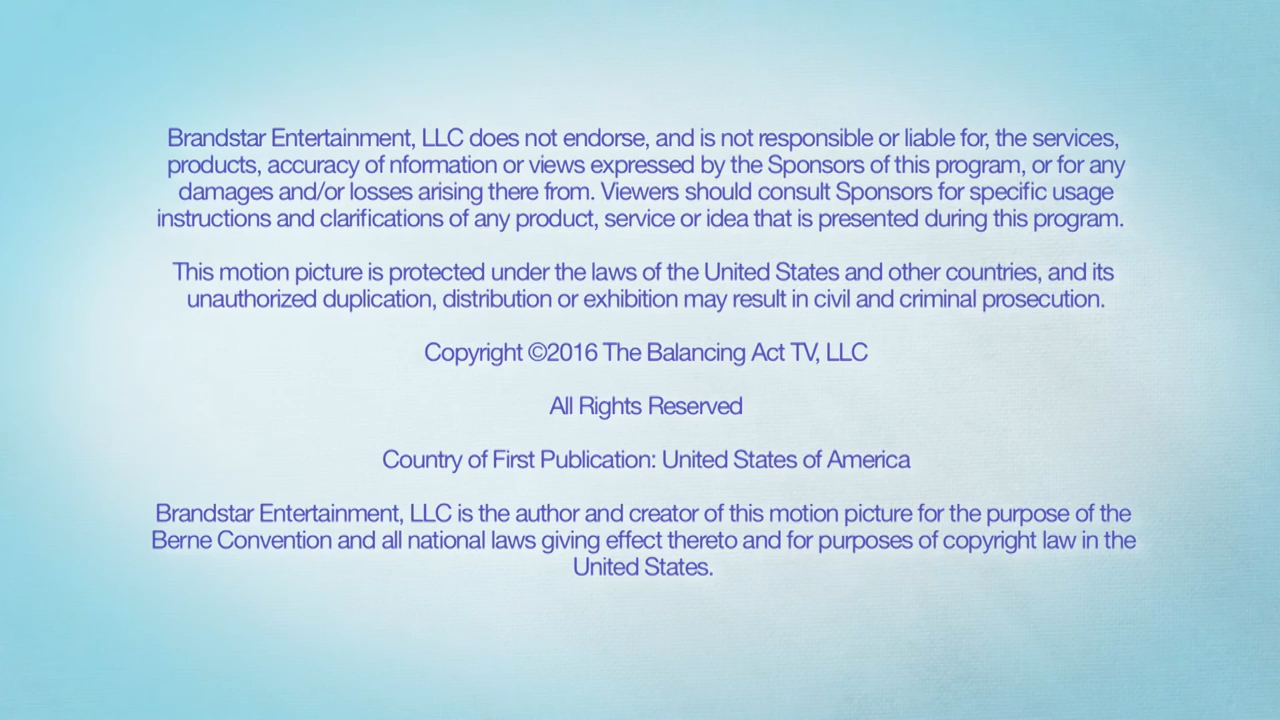 Brandstar Entertainment, LLC does not endorse, and is not responsible or liable for, the services,
products, accuracy of nformation or views expressed by the Sponsors of this program, or for any
damages and/or losses arising there from. Viewers should consult Sponsors for specific usage
instructions and clarifications of any product, service or idea that is presented during this program.
This motion picture is protected under the laws of the United States and other countries, and its
unauthorized duplication, distribution or exhibition may result in civil and criminal prosecution.
Copyright ©2016 The Balancing Act TV, LLC
All Rights Reserved
Country of First Publication: United States of America
Brandstar Entertainment, LLC is the author and creator of this motion picture for the purpose of the
Berne Convention and all national laws giving effect thereto and for purposes of copyright law in the
United States.